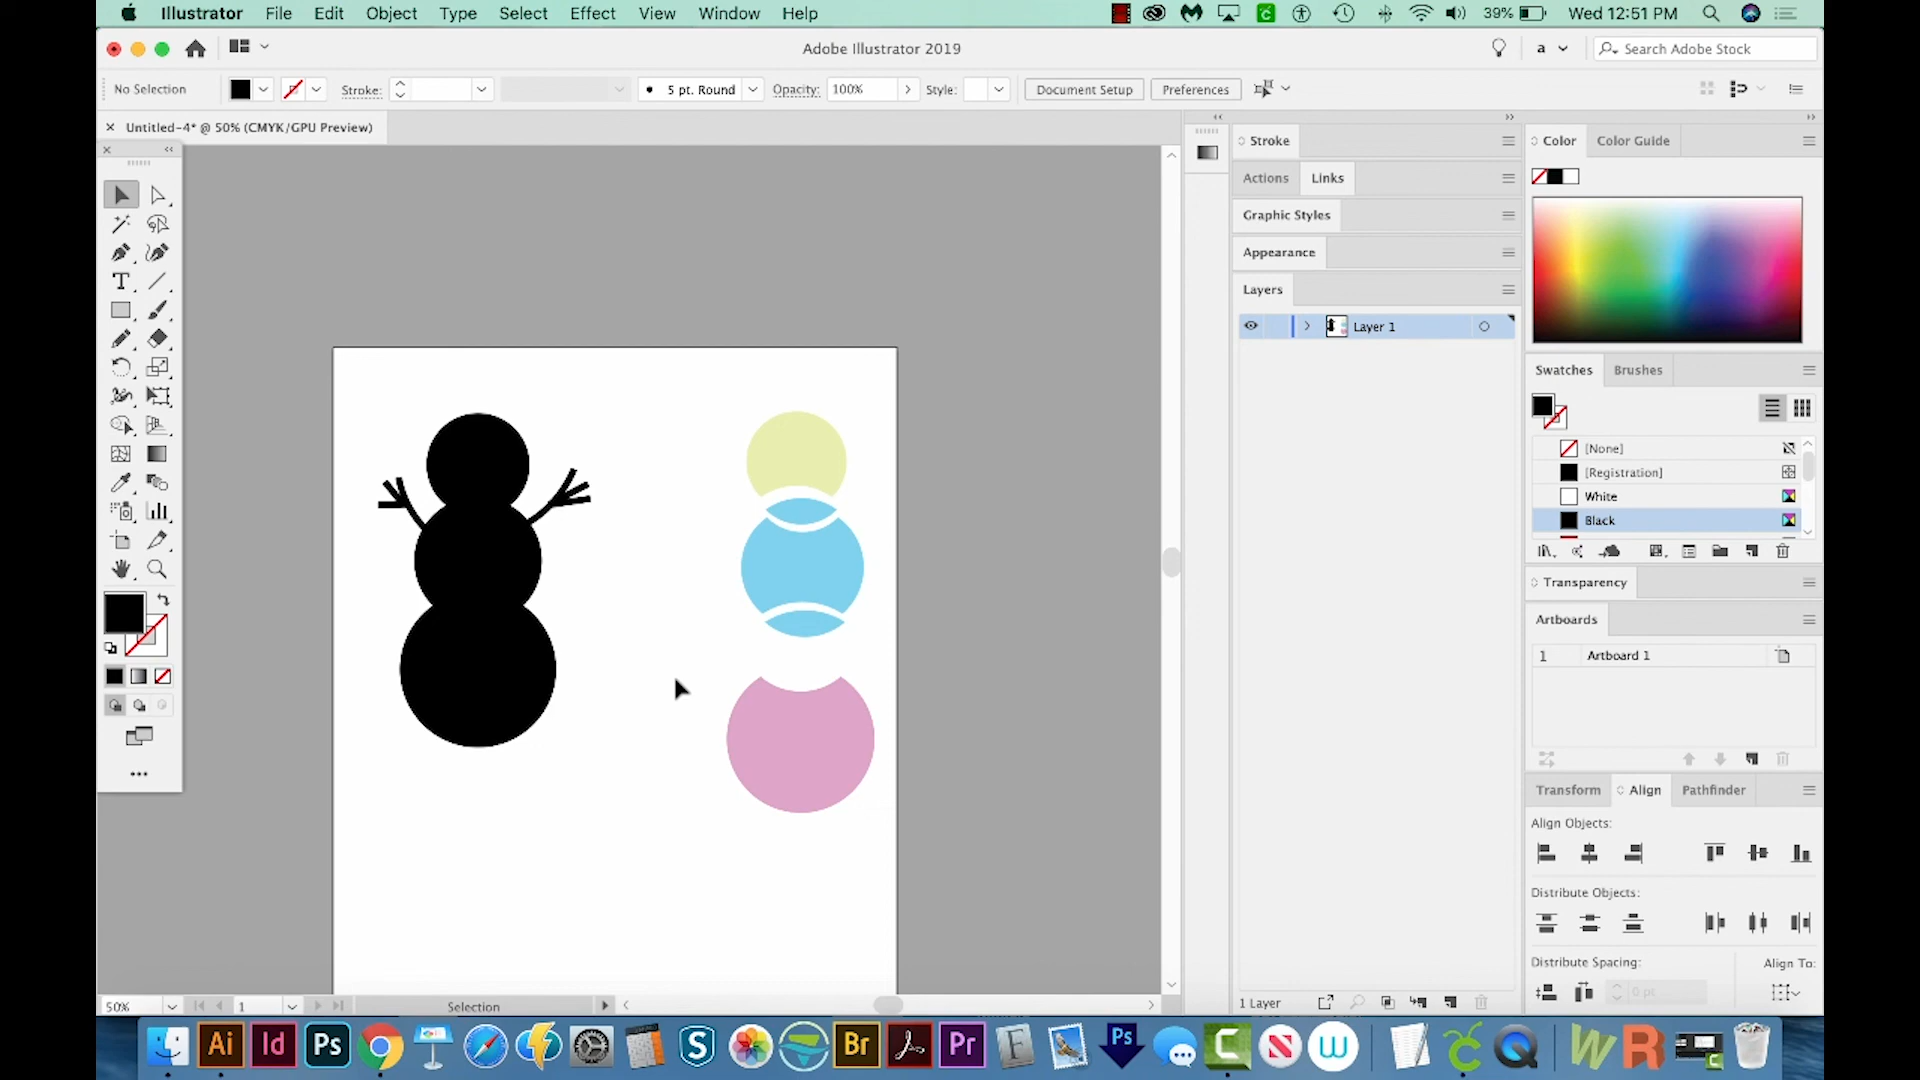 Illustrator File Edit Object Type Select Effect View Window Help 39% Wed 12:51 PM
Adobe Illustrator 2019 a Search Adobe Stock
No Selection Stroke: 5 pt. Round Opacity: 100% Style: Document Setup Preferences
Untitled-4* @ 50% (CMYK/GPU Preview)
Stroke
Actions Links
Graphic Styles
Appearance
Layers
Layer 1
Color Color Guide
Swatches Brushes
[None]
[Registration]
White
Black
Transparency
Artboards
1 Artboard 1
Transform Align Pathfinder
Align Objects:
Distribute Objects:
Distribute Spacing: Align To:
0 pt
50% 1 Selection
1 Layer
Ai Id Ps S Br Pr F Ps C N W W R